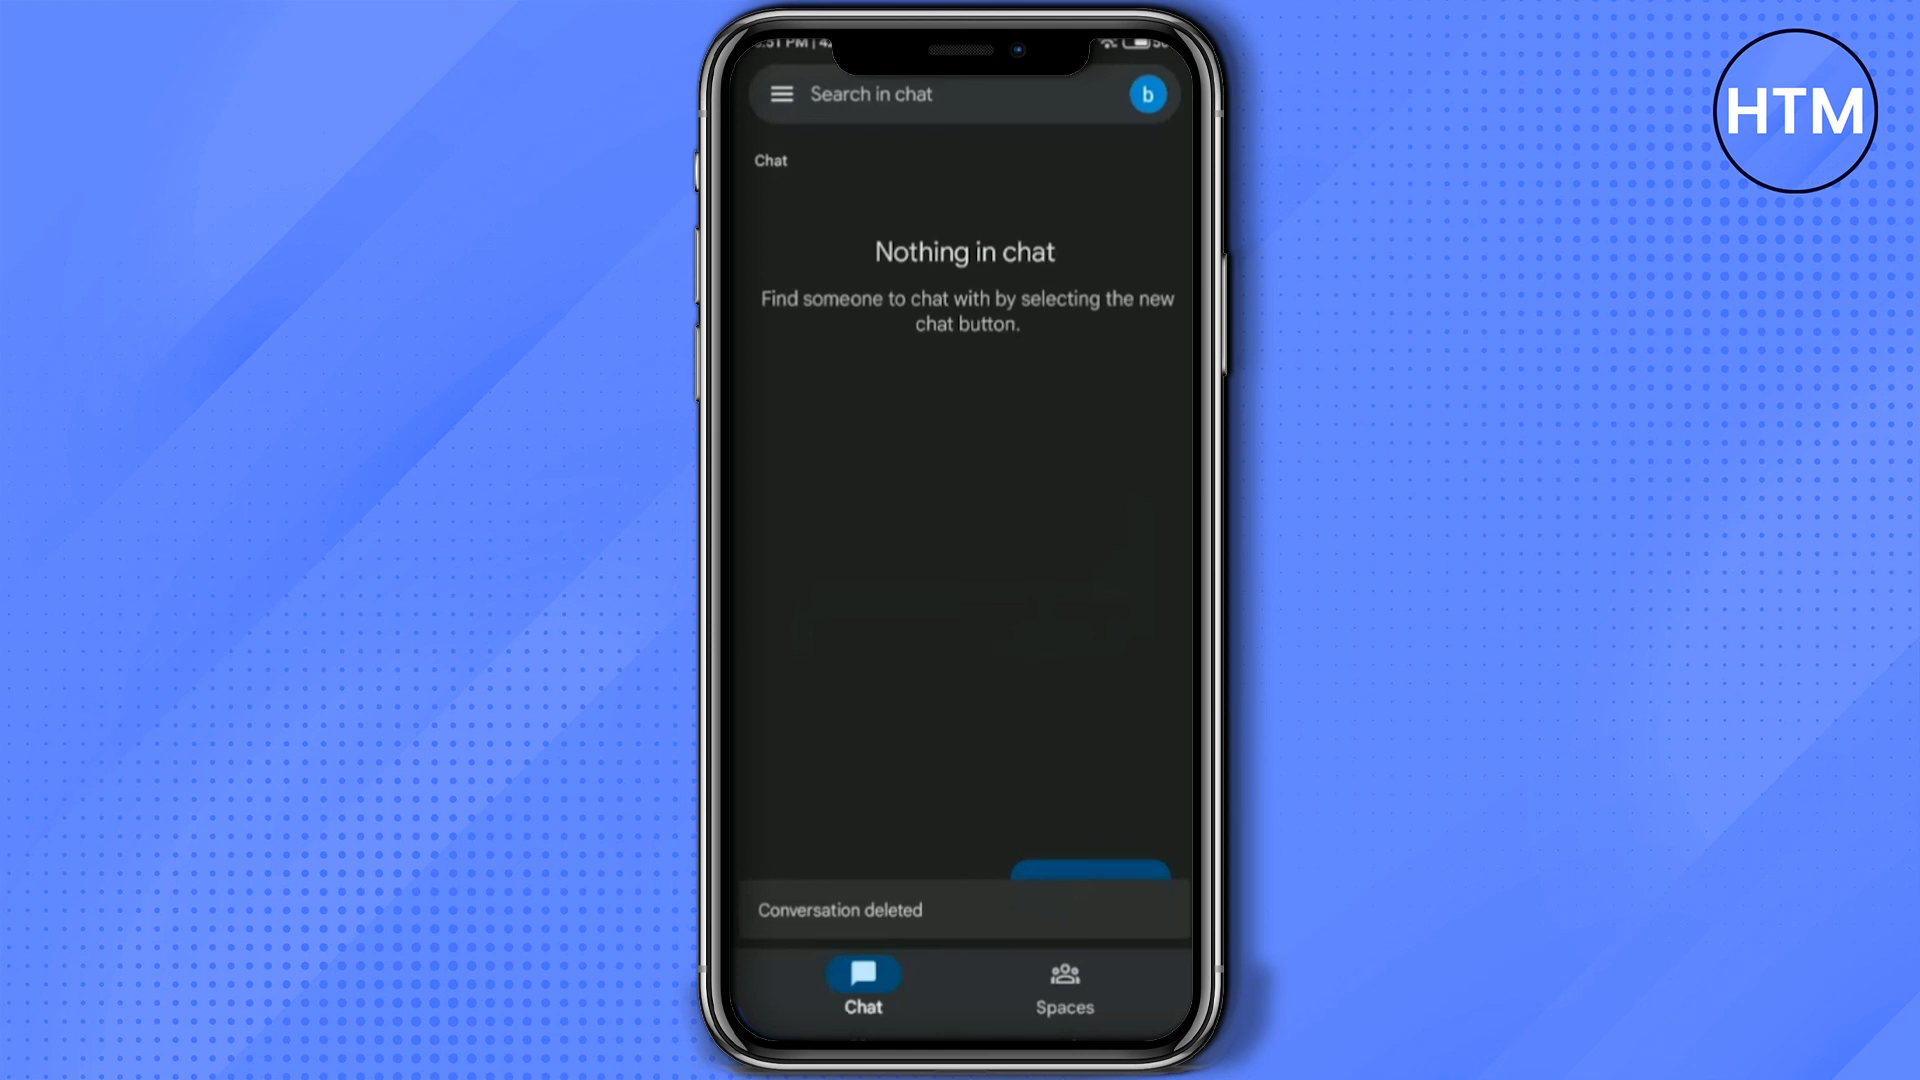 HTM
Search in chat
b
Chat
Nothing in chat
Find someone to chat with by selecting the new
chat button.
Conversation deleted
Chat
Spaces